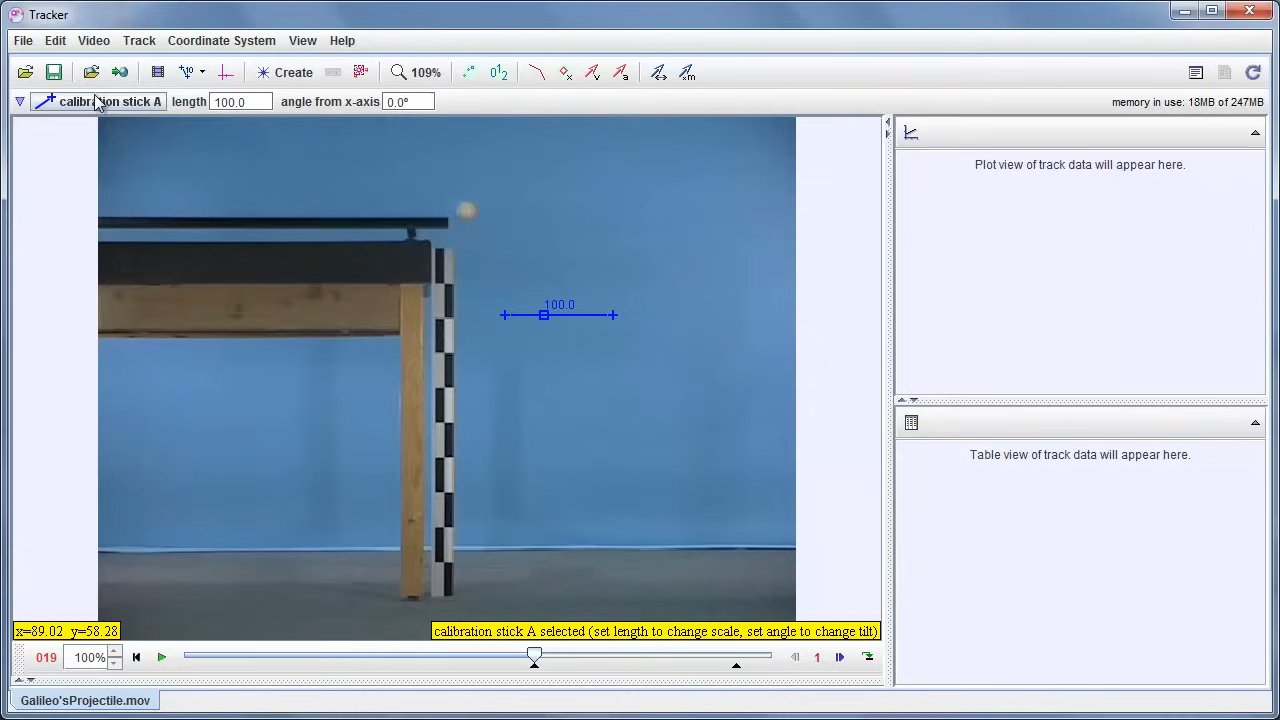 Tracker
File Edit Video Track Coordinate System View Help
Create 109%
calibration stick A length 100.0 angle from x-axis 0.0° memory in use: 18MB of 247MB
Plot view of track data will appear here.
100.0
Table view of track data will appear here.
x=89.02 y=58.28 calibration stick A selected (set length to change scale, set angle to change tilt)
019 100% 1
Galileo'sProjectile.mov